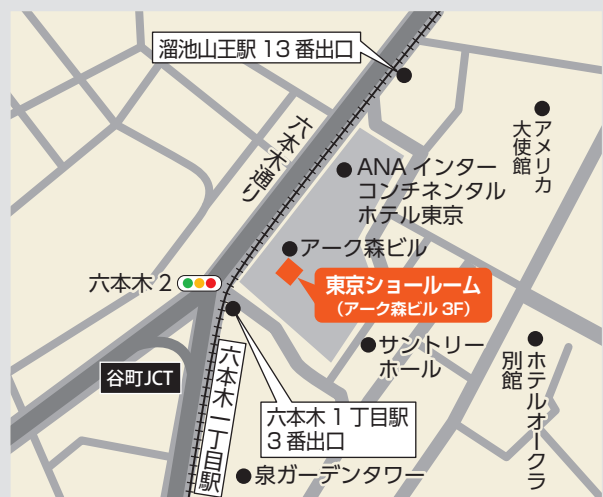 溜池山王駅 13 番出口
六本木通り
アメリカ
大使館
ANA インター
コンチネンタル
ホテル東京
アーク森ビル
六本木 2
東京ショールーム
(アーク森ビル 3F)
サントリー
ホール
ホテルオークラ
別館
谷町JCT
六本木一丁目駅
六本木 1 丁目駅
3 番出口
泉ガーデンタワー